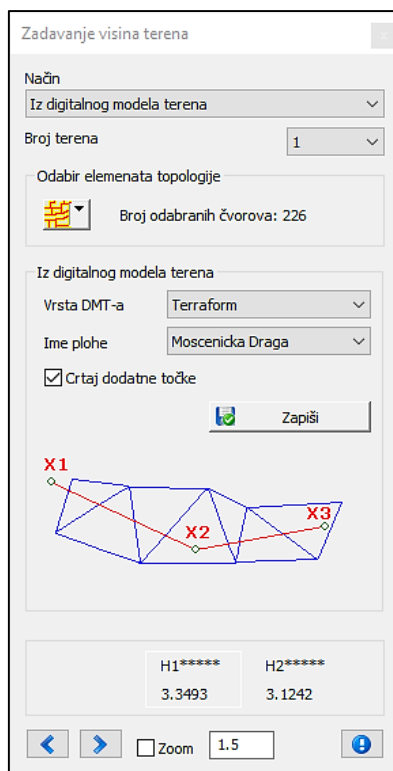 Zadavanje visina terena
x
Način
Iz digitalnog modela terena
Broj terena 1
Odabir elemenata topologije
Broj odabranih čvorova: 226
Iz digitalnog modela terena
Vrsta DMT-a Terraform
Ime plohe Moscenicka Draga
Crtaj dodatne točke
Zapiši
X1
X2 X3
H1***** H2*****
3.3493 3.1242
Zoom 1.5